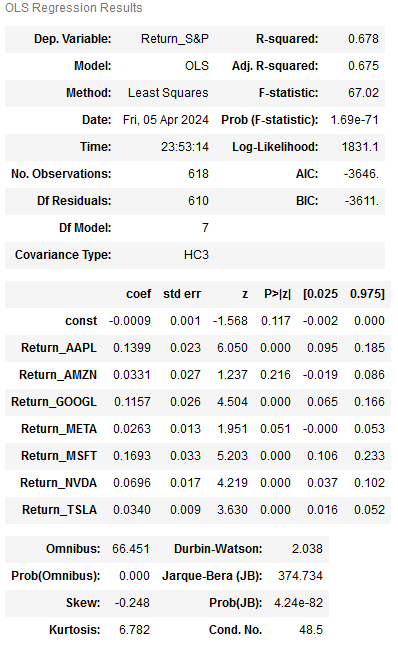 OLS Regression Results
Dep. Variable: Return_S&P R-squared: 0.678
Model: OLS Adj. R-squared: 0.675
Method: Least Squares F-statistic: 67.02
Date: Fri, 05 Apr 2024 Prob (F-statistic): 1.69e-71
Time: 23:53:14 Log-Likelihood: 1831.1
No. Observations: 618 AIC: -3646.
Df Residuals: 610 BIC: -3611.
Df Model: 7
Covariance Type: HC3
coef std err z P>|z| [0.025 0.975]
const -0.0009 0.001 -1.568 0.117 -0.002 0.000
Return_AAPL 0.1399 0.023 6.050 0.000 0.095 0.185
Return_AMZN 0.0331 0.027 1.237 0.216 -0.019 0.086
Return_GOOGL 0.1157 0.026 4.504 0.000 0.065 0.166
Return_META 0.0263 0.013 1.951 0.051 -0.000 0.053
Return_MSFT 0.1693 0.033 5.203 0.000 0.106 0.233
Return_NVDA 0.0696 0.017 4.219 0.000 0.037 0.102
Return_TSLA 0.0340 0.009 3.630 0.000 0.016 0.052
Omnibus: 66.451 Durbin-Watson: 2.038
Prob(Omnibus): 0.000 Jarque-Bera (JB): 374.734
Skew: -0.248 Prob(JB): 4.24e-82
Kurtosis: 6.782 Cond. No. 48.5